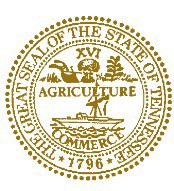 THE GREAT SEAL OF THE STATE OF TENNESSEE
XVI
AGRICULTURE
COMMERCE
1796